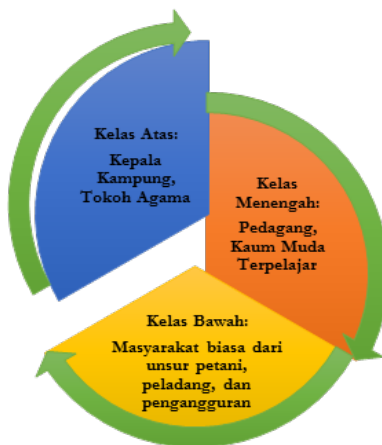 Kelas Atas:
Kepala
Kampung,
Tokoh Agama
Kelas
Menengah:
Pedagang,
Kaum Muda
Terpelajar
Kelas Bawah:
Masyarakat biasa dari
unsur petani,
peladang, dan
pengangguran